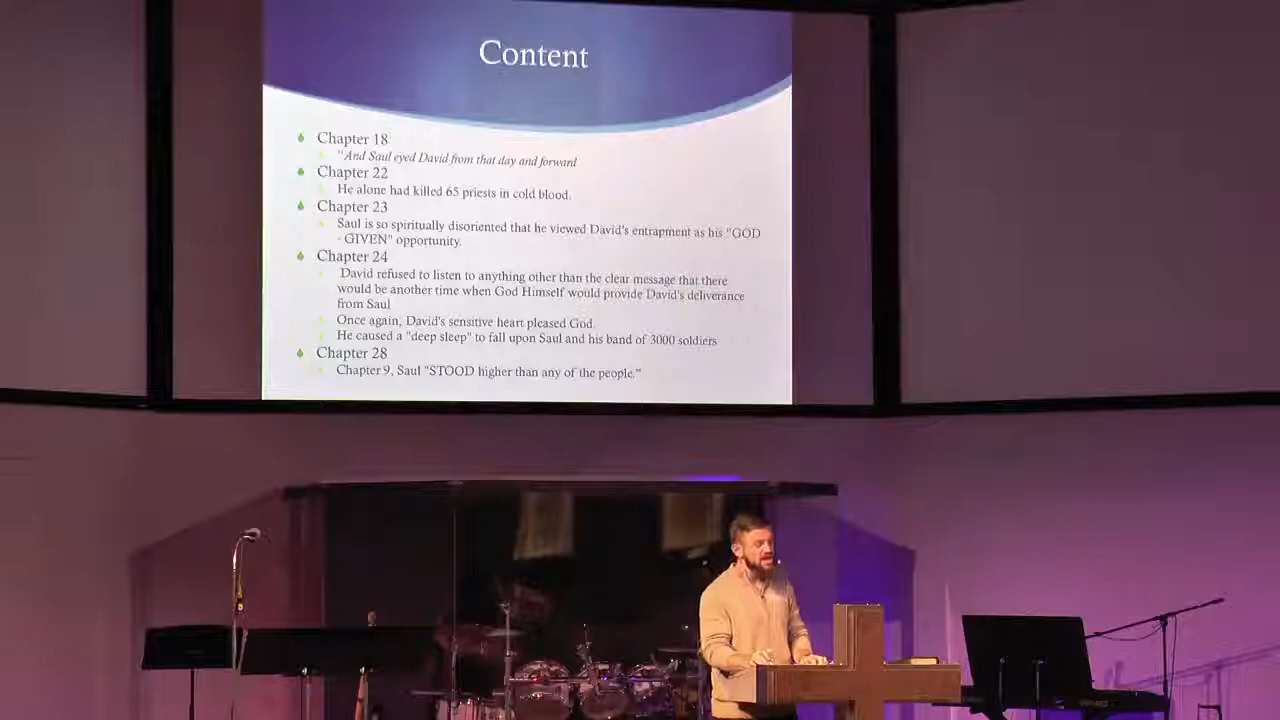 Content
Chapter 18
"And Saul eyed David from that day and forward
Chapter 22
He alone had killed 65 priests in cold blood.
Chapter 23
Saul is so spiritually disoriented that he viewed David's entrapment as his "GOD
- GIVEN" opportunity.
Chapter 24
David refused to listen to anything other than the clear message that there
would be another time when God Himself would provide David's deliverance
from Saul
Once again, David's sensitive heart pleased God.
He caused a "deep sleep" to fall upon Saul and his band of 3000 soldiers
Chapter 28
Chapter 9, Saul "STOOD higher than any of the people."